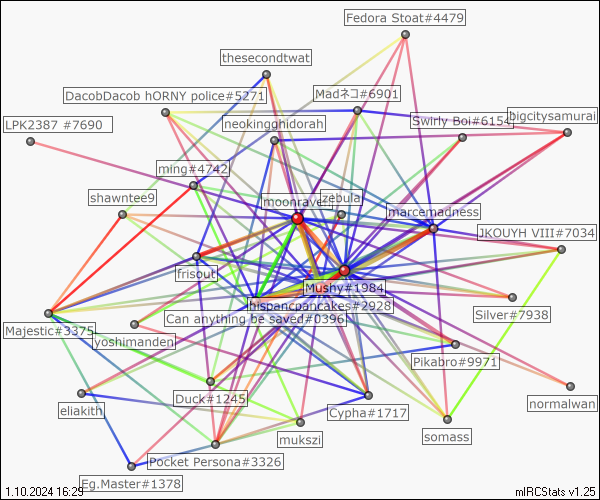 Fedora Stoat#4479
thesecondtwat
DacobDacob hORNY police#5271
Madネコ#6901
LPK2387 #7690
neokingghidorah
Swirly Boi#6154
bigcitysamurai
ming#4742
shawntee9
moonraven
zebula
marcemadness
JKOUYH VIII#7034
frisout
Mushy#1984
hispancpancakes#2928
Can anything be saved#0396
Silver#7938
Majestic#3375
yoshimanden
Pikabro#9971
Duck#1245
eliakith
Cypha#1717
normalwan
mukszi
somass
Pocket Persona#3326
Eg.Master#1378
1.10.2024 16:29
mIRCStats v1.25